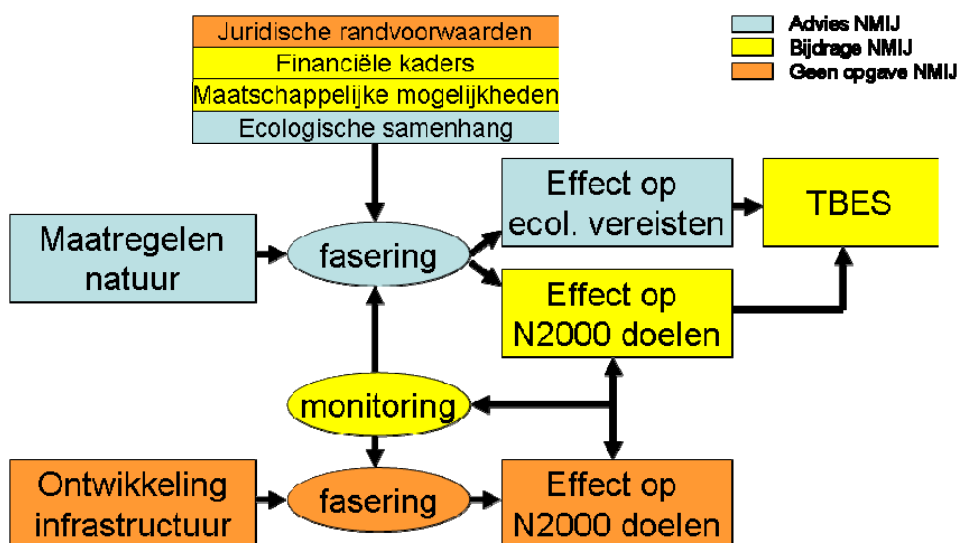 Juridische randvoorwaarden
Financiële kaders
Maatschappelijke mogelijkheden
Ecologische samenhang
Advies NMIJ
Bijdrage NMIJ
Geen opgave NMIJ
Maatregelen
natuur
fasering
Effect op
ecol. vereisten
TBES
Effect op
N2000 doelen
monitoring
Ontwikkeling
infrastructuur
fasering
Effect op
N2000 doelen